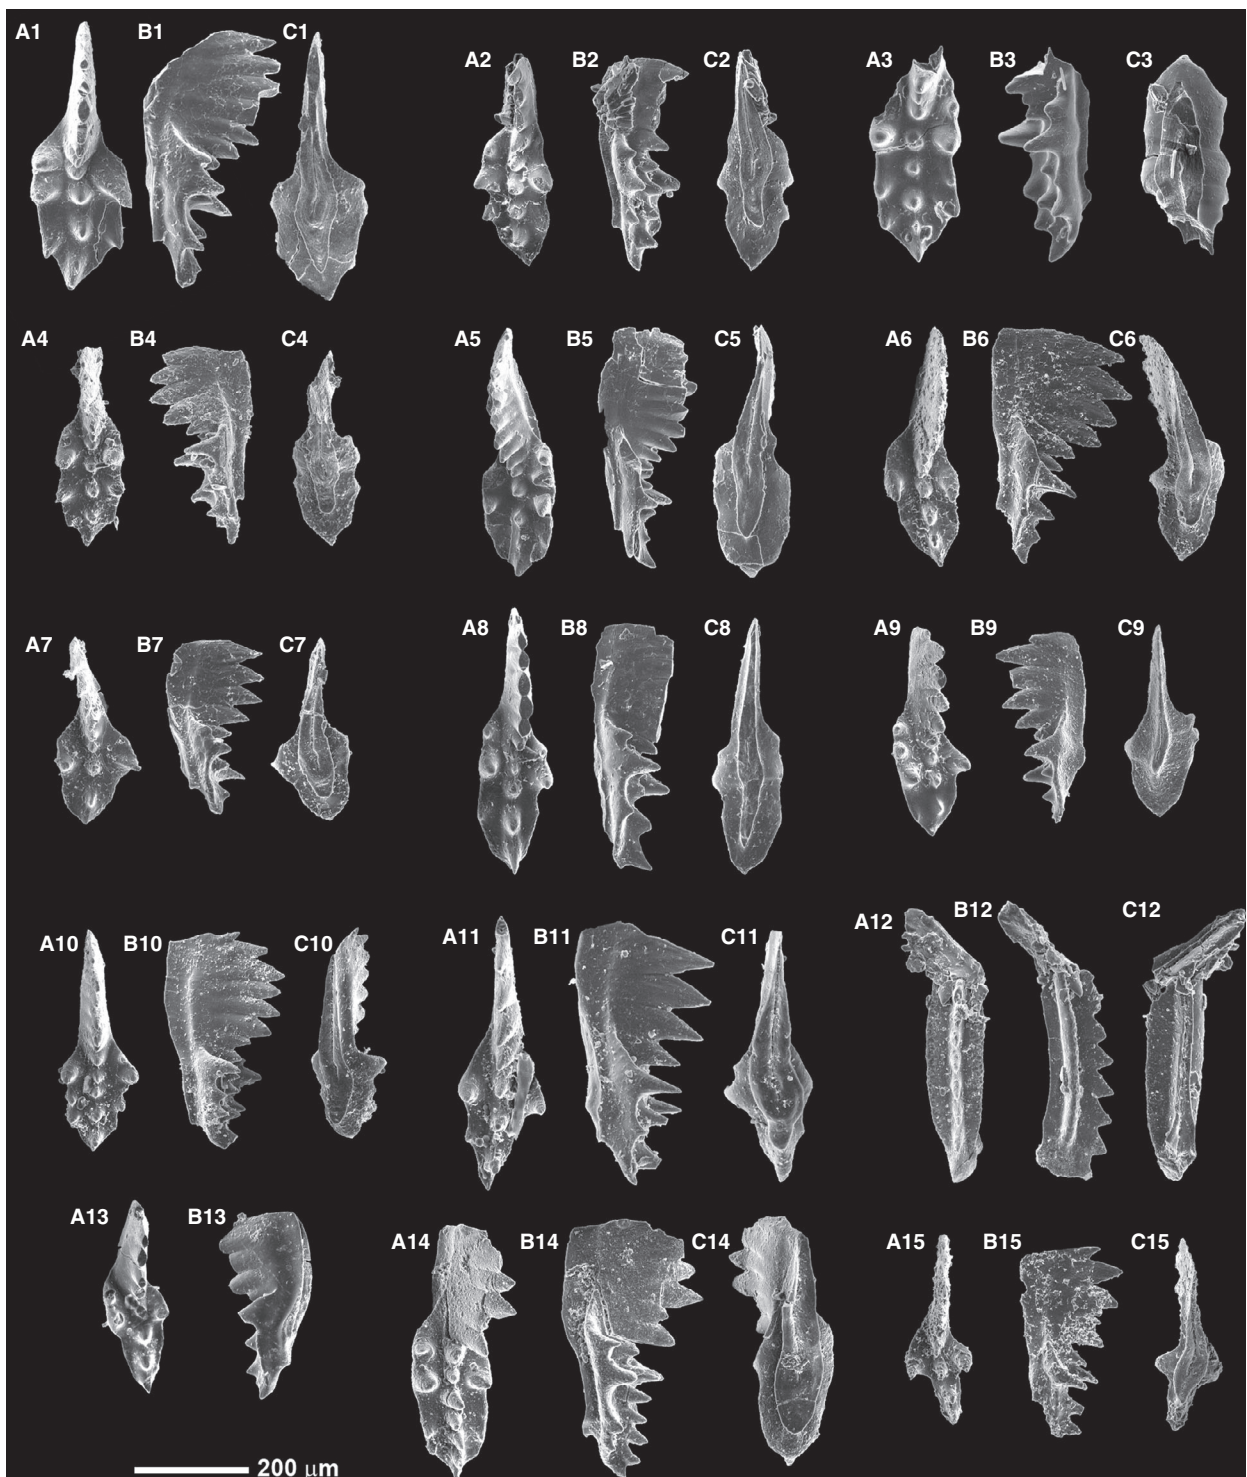 A1 B1 C1 A2 B2 C2 A3 B3 C3
A4 B4 C4 A5 B5 C5 A6 B6 C6
A7 B7 C7 A8 B8 C8 A9 B9 C9
A10 B10 C10 A11 B11 C11 A12 B12 C12
A13 B13 A14 B14 C14 A15 B15 C15
200 μm